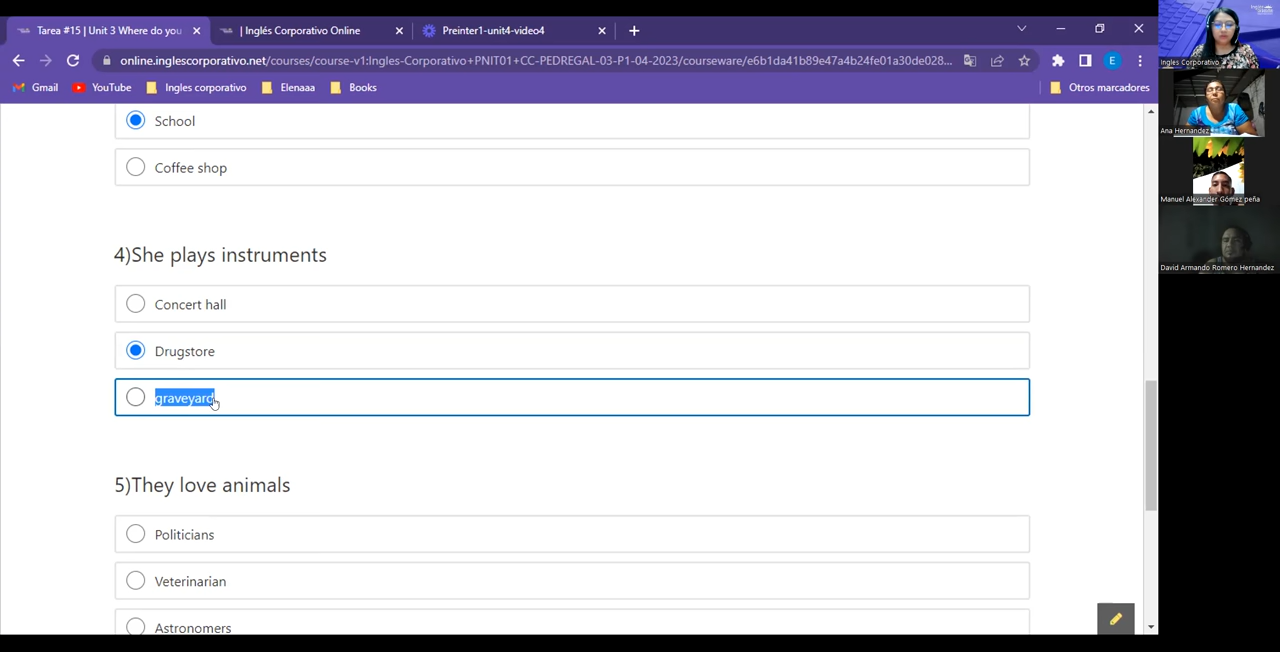 Tarea #15 | Unit 3 Where do you
| Inglés Corporativo Online
Preinter1-unit4-video4
online.inglescorporativo.net/courses/course-v1:Ingles-Corporativo+PNIT01+CC-PEDREGAL-03-P1-04-2023/courseware/e6b1da41b89e47a4b24fe01a30de028...
E
Gmail
YouTube
Ingles corporativo
Elenaaa
Books
Otros marcadores
School
Coffee shop
4)She plays instruments
Concert hall
Drugstore
graveyard
5)They love animals
Politicians
Veterinarian
Astronomers
Ingles Corporativo
Ana Hernandez
Manuel Alexander Gómez peña
David Armando Romero Hernandez